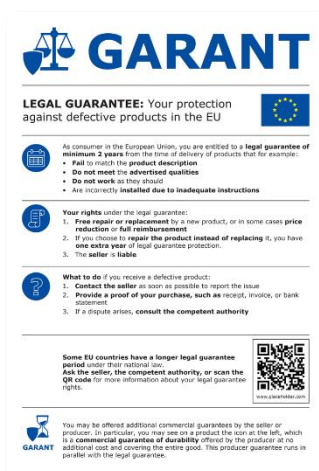 GARANT
LEGAL GUARANTEE: Your protection
against defective products in the EU
As consumer in the European Union, you are entitled to a legal guarantee of
minimum 2 years from the time of delivery of products that for example:
• Fail to match the product description
• Do not meet the advertised qualities
• Do not work as they should
• Are incorrectly installed due to inadequate instructions
Your rights under the legal guarantee:
1. Free repair or replacement by a new product, or in some cases price
reduction or full reimbursement
2. If you choose to repair the product instead of replacing it, you have
one extra year of legal guarantee protection.
3. The seller is liable
What to do if you receive a defective product:
1. Contact the seller as soon as possible to report the issue
2. Provide a proof of your purchase, such as receipt, invoice, or bank
statement
3. If a dispute arises, consult the competent authority
Some EU countries have a longer legal guarantee
period under their national law.
Ask the seller, the competent authority, or scan the
QR code for more information about your legal guarantee
rights.
www.placeholder.com
GARANT
You may be offered additional commercial guarantees by the seller or
producer. In particular, you may see on a product the icon at the left, which
is a commercial guarantee of durability offered by the producer at no
additional cost and covering the entire good. This producer guarantee runs in
parallel with the legal guarantee.